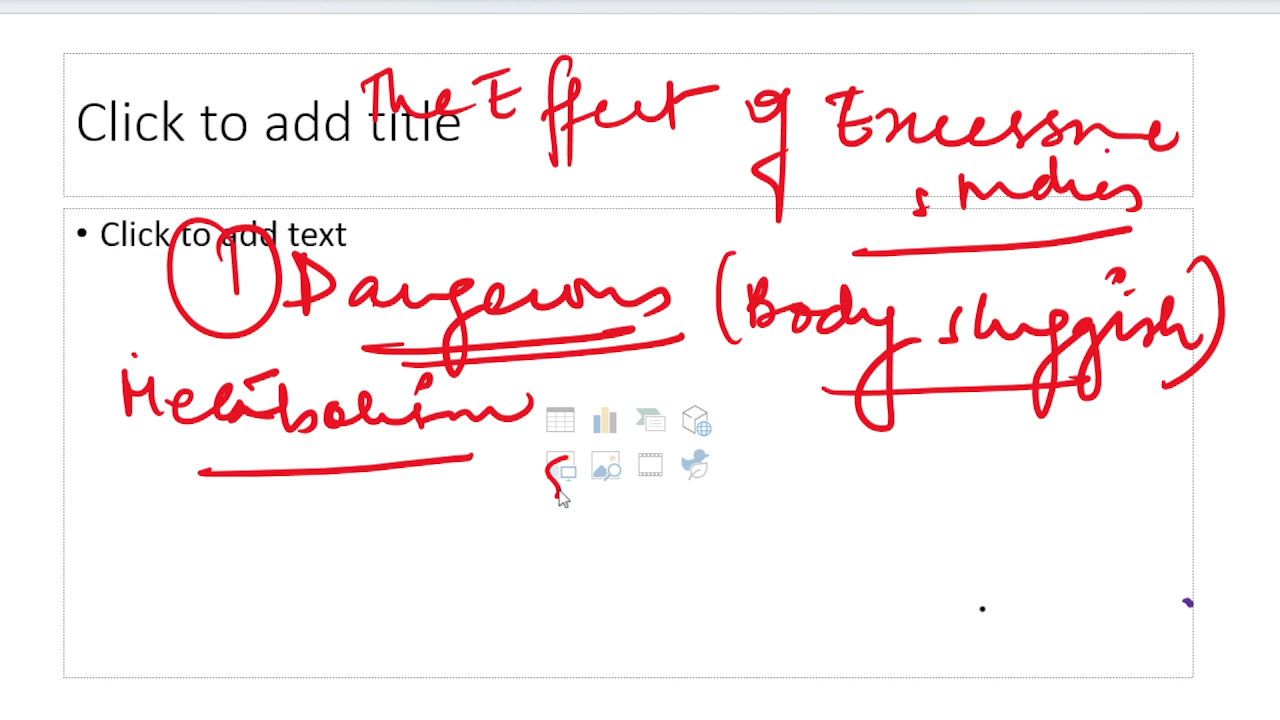 The Effect of Excessive
Click to add title
studies
Click to add text
① Dangerous (Body sluggish)
Metabolism